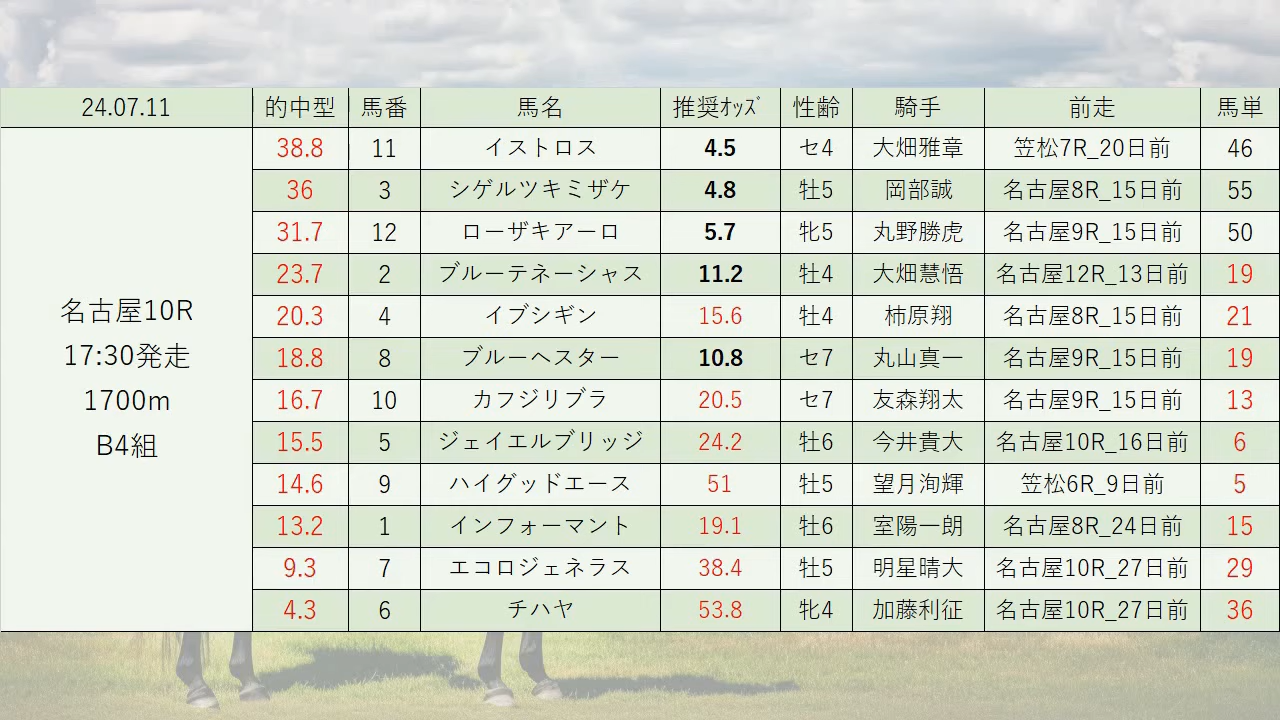 24.07.11 的中型 馬番 馬名 推奨ｵｯｽﾞ 性齢 騎手 前走 馬単
38.8 11 イストロス 4.5 セ4 大畑雅章 笠松7R_20日前 46
36 3 シゲルツキミザケ 4.8 牡5 岡部誠 名古屋8R_15日前 55
31.7 12 ローザキアーロ 5.7 牝5 丸野勝虎 名古屋9R_15日前 50
23.7 2 ブルーテネーシャス 11.2 牡4 大畑慧悟 名古屋12R_13日前 19
20.3 4 イブシギン 15.6 牡4 柿原翔 名古屋8R_15日前 21
18.8 8 ブルーヘスター 10.8 セ7 丸山真一 名古屋9R_15日前 19
16.7 10 カフジリブラ 20.5 セ7 友森翔太 名古屋9R_15日前 13
15.5 5 ジェイエルブリッジ 24.2 牡6 今井貴大 名古屋10R_16日前 6
14.6 9 ハイグッドエース 51 牡5 望月洵輝 笠松6R_9日前 5
13.2 1 インフォーマント 19.1 牡6 室陽一朗 名古屋8R_24日前 15
9.3 7 エコロジェネラス 38.4 牡5 明星晴大 名古屋10R_27日前 29
4.3 6 チハヤ 53.8 牝4 加藤利征 名古屋10R_27日前 36
名古屋10R
17:30発走
1700m
B4組